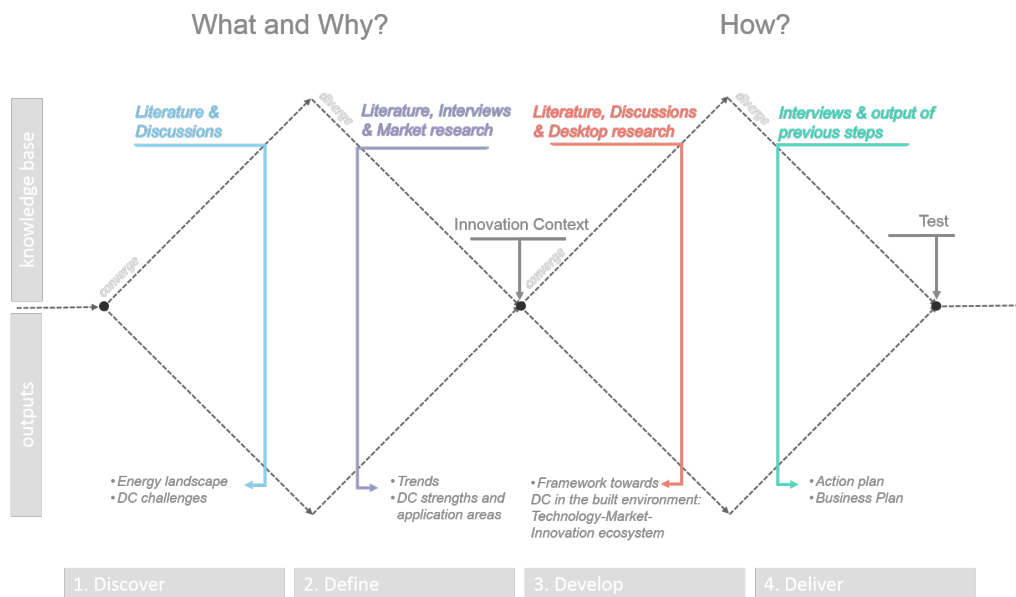 What and Why?
How?
knowledge base
outputs
converge
diverge
converge
diverge
Literature &
Discussions
Literature, Interviews
& Market research
Literature, Discussions
& Desktop research
Interviews & output of
previous steps
Innovation Context
Test
• Energy landscape
• DC challenges
• Trends
• DC strengths and
application areas
• Framework towards
DC in the built environment:
Technology-Market-
Innovation ecosystem
• Action plan
• Business Plan
1. Discover
2. Define
3. Develop
4. Deliver